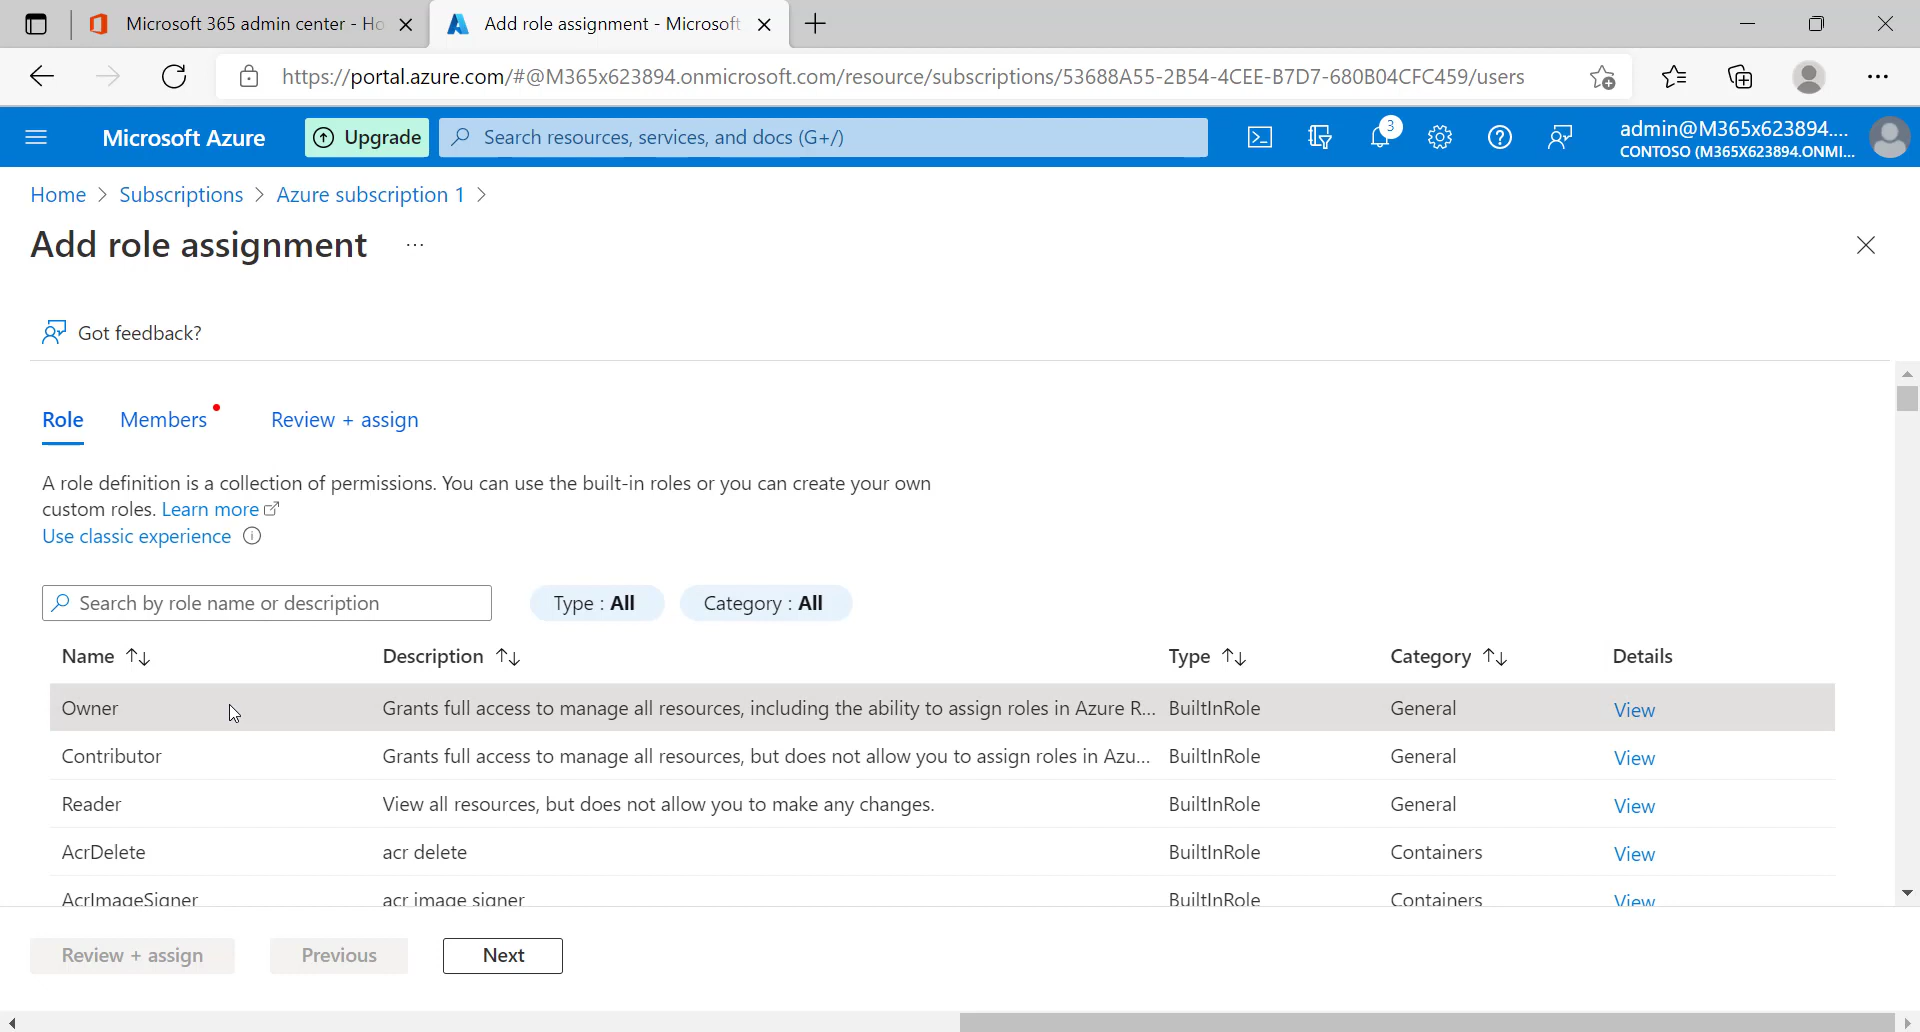 Microsoft 365 admin center - Ho
Add role assignment - Microsoft
https://portal.azure.com/#@M365x623894.onmicrosoft.com/resource/subscriptions/53688A55-2B54-4CEE-B7D7-680B04CFC459/users
Microsoft Azure
Upgrade
Search resources, services, and docs (G+/)
3
admin@M365x623894....
CONTOSO (M365X623894.ONMI...
Home > Subscriptions > Azure subscription 1 >
Add role assignment ...
Got feedback?
Role Members Review + assign
A role definition is a collection of permissions. You can use the built-in roles or you can create your own
custom roles. Learn more
Use classic experience
Search by role name or description Type : All Category : All
Name Description Type Category Details
Owner Grants full access to manage all resources, including the ability to assign roles in Azure R... BuiltInRole General View
Contributor Grants full access to manage all resources, but does not allow you to assign roles in Azu... BuiltInRole General View
Reader View all resources, but does not allow you to make any changes. BuiltInRole General View
AcrDelete acr delete BuiltInRole Containers View
AcrImageSigner acr image signer BuiltInRole Containers View
Review + assign Previous Next